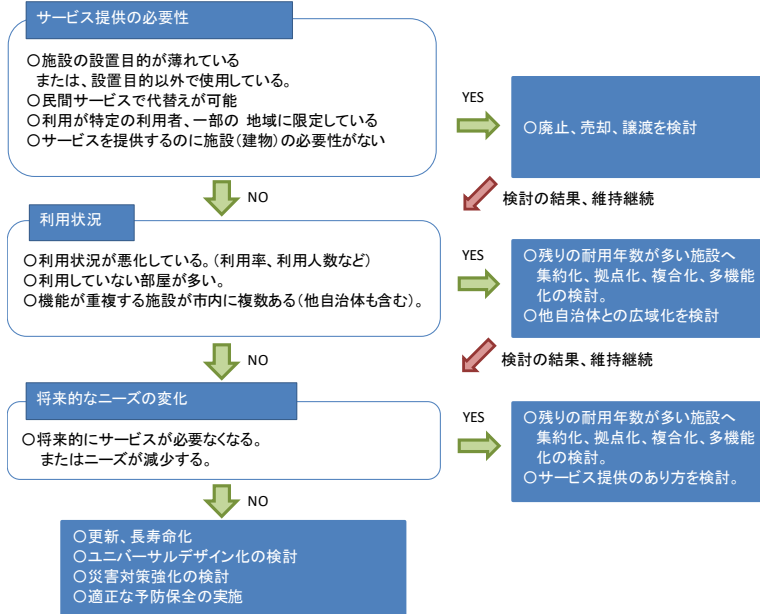 サービス提供の必要性
○施設の設置目的が薄れている
または、設置目的以外で使用している。
○民間サービスで代替えが可能
○利用が特定の利用者、一部の 地域に限定している
○サービスを提供するのに施設(建物)の必要性がない
YES
○廃止、売却、譲渡を検討
NO
検討の結果、維持継続
利用状況
○利用状況が悪化している。(利用率、利用人数など)
○利用していない部屋が多い。
○機能が重複する施設が市内に複数ある(他自治体も含む)。
YES
○残りの耐用年数が多い施設へ
集約化、拠点化、複合化、多機能
化の検討。
○他自治体との広域化を検討
NO
検討の結果、維持継続
将来的なニーズの変化
○将来的にサービスが必要なくなる。
またはニーズが減少する。
YES
○残りの耐用年数が多い施設へ
集約化、拠点化、複合化、多機能
化の検討。
○サービス提供のあり方を検討。
NO
○更新、長寿命化
○ユニバーサルデザイン化の検討
○災害対策強化の検討
○適正な予防保全の実施